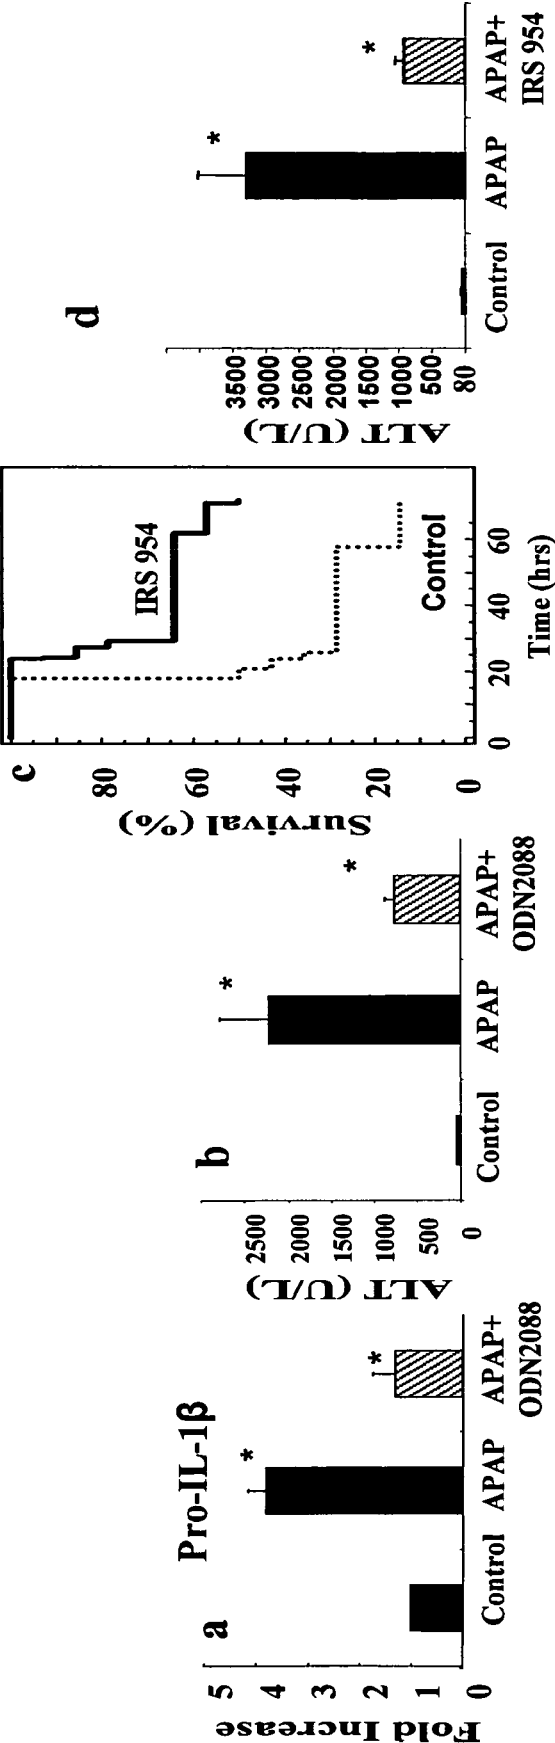 a
Pro-IL-1β
Fold Increase
5
4
3
2
1
0
*
*
Control
APAP
APAP+
ODN2088
b
ALT (U/L)
2500
2000
1500
1000
500
0
*
*
Control
APAP
APAP+
ODN2088
c
Survival (%)
80
60
40
20
0
IRS 954
Control
0
20
40
60
Time (hrs)
d
ALT (U/L)
3500
3000
2500
2000
1500
1000
500
80
*
*
Control
APAP
APAP+
IRS 954